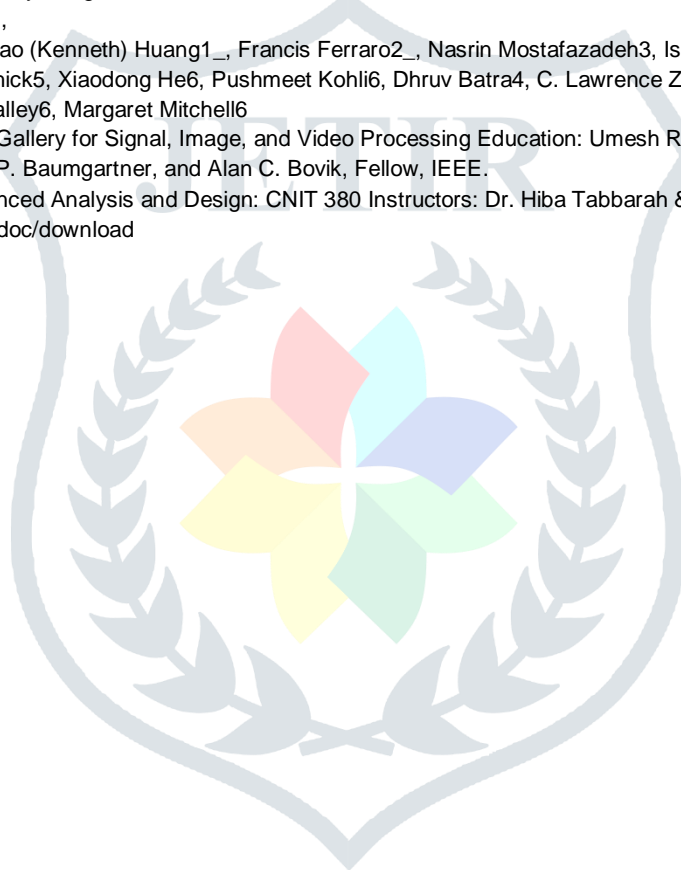 ,
ao (Kenneth) Huang1_, Francis Ferraro2_, Nasrin Mostafazadeh3, Is
nick5, Xiaodong He6, Pushmeet Kohli6, Dhruv Batra4, C. Lawrence Z
alley6, Margaret Mitchell6
Gallery for Signal, Image, and Video Processing Education: Umesh R
P. Baumgartner, and Alan C. Bovik, Fellow, IEEE.
nced Analysis and Design: CNIT 380 Instructors: Dr. Hiba Tabbarah &
doc/download
JETIR